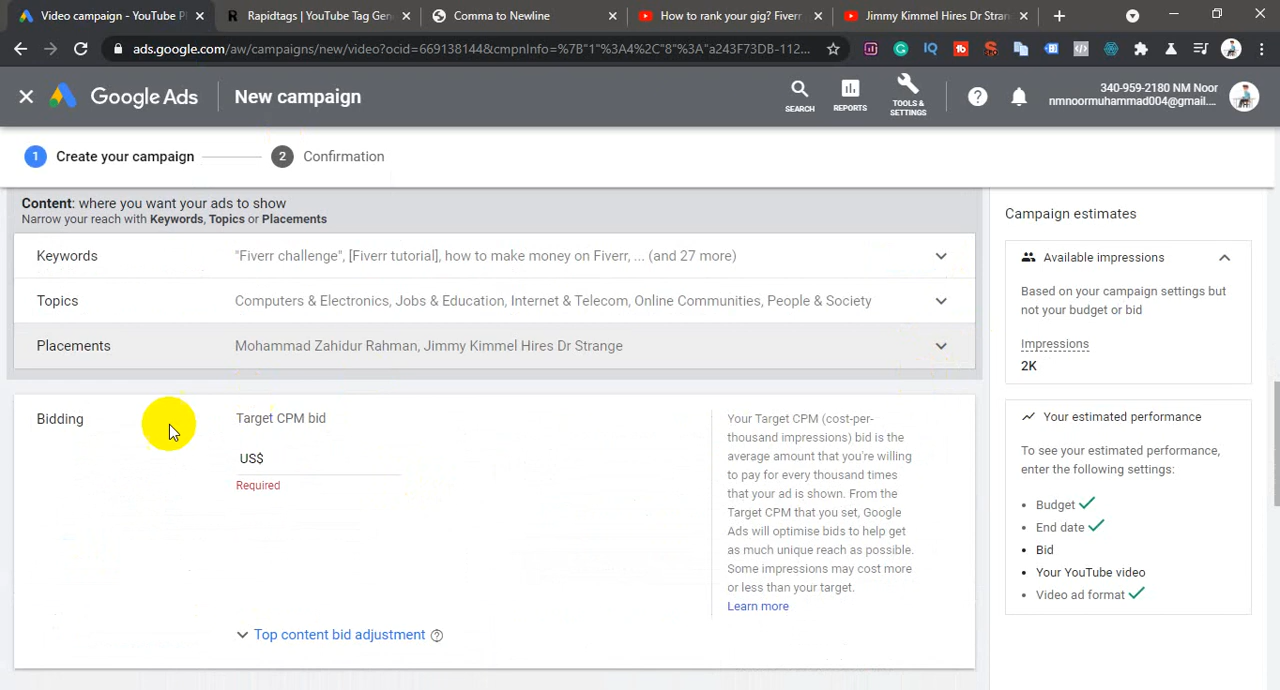 Video campaign - YouTube P
Rapidtags | YouTube Tag Gen
Comma to Newline
How to rank your gig? Fiverr
Jimmy Kimmel Hires Dr Stran
ads.google.com/aw/campaigns/new/video?ocid=669138144&cmpnInfo=%7B"1"%3A4%2C"8"%3A"a243F73DB-112...
Google Ads
New campaign
SEARCH
REPORTS
TOOLS &
SETTINGS
340-959-2180 NM Noor
nmnoormuhammad004@gmail....
1 Create your campaign
2 Confirmation
Content: where you want your ads to show
Narrow your reach with Keywords, Topics or Placements
Keywords
"Fiverr challenge", [Fiverr tutorial], how to make money on Fiverr, ... (and 27 more)
Topics
Computers & Electronics, Jobs & Education, Internet & Telecom, Online Communities, People & Society
Placements
Mohammad Zahidur Rahman, Jimmy Kimmel Hires Dr Strange
Bidding
Target CPM bid
US$
Required
Your Target CPM (cost-per-
thousand impressions) bid is the
average amount that you're willing
to pay for every thousand times
that your ad is shown. From the
Target CPM that you set, Google
Ads will optimise bids to help get
as much unique reach as possible.
Some impressions may cost more
or less than your target.
Learn more
Top content bid adjustment
Campaign estimates
Available impressions
Based on your campaign settings but
not your budget or bid
Impressions
2K
Your estimated performance
To see your estimated performance,
enter the following settings:
• Budget
• End date
• Bid
• Your YouTube video
• Video ad format